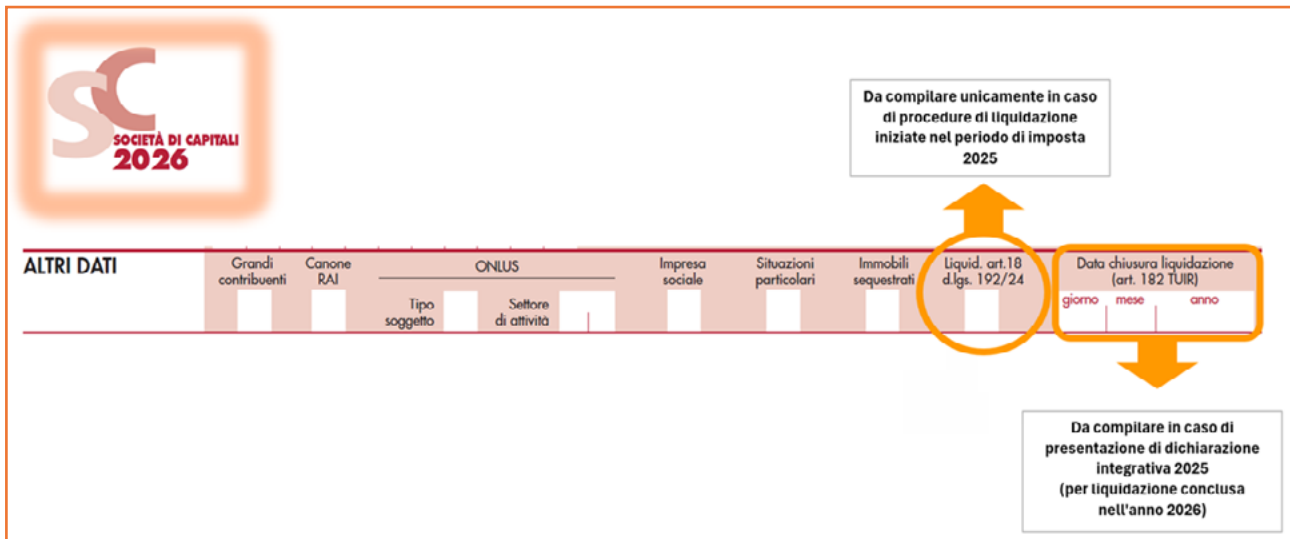 SC
SOCIETÀ DI CAPITALI
2026
Da compilare unicamente in caso
di procedure di liquidazione
iniziate nel periodo di imposta
2025
ALTRI DATI
Grandi
contribuenti
Canone
RAI
ONLUS
Tipo
soggetto
Settore
di attività
Impresa
sociale
Situazioni
particolari
Immobili
sequestrati
Liquid. art.18
d.lgs. 192/24
Data chiusura liquidazione
(art. 182 TUIR)
giorno mese anno
Da compilare in caso di
presentazione di dichiarazione
integrativa 2025
(per liquidazione conclusa
nell'anno 2026)